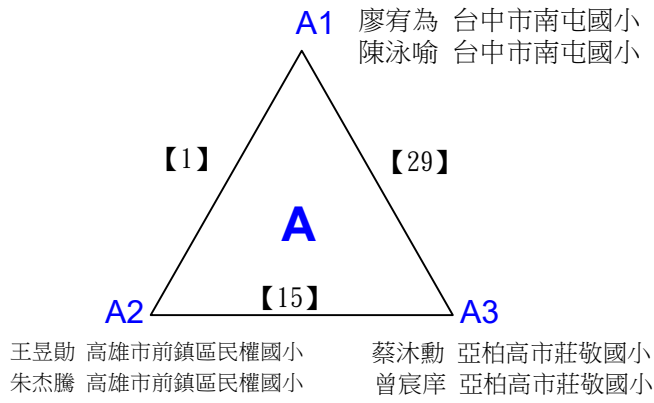 A1
廖宥為 台中市南屯國小
陳泳喻 台中市南屯國小
【1】
【29】
A
【15】
A2
A3
王昱勛 高雄市前鎮區民權國小
朱杰騰 高雄市前鎮區民權國小
蔡沐勳 亞柏高市莊敬國小
曾宸庠 亞柏高市莊敬國小